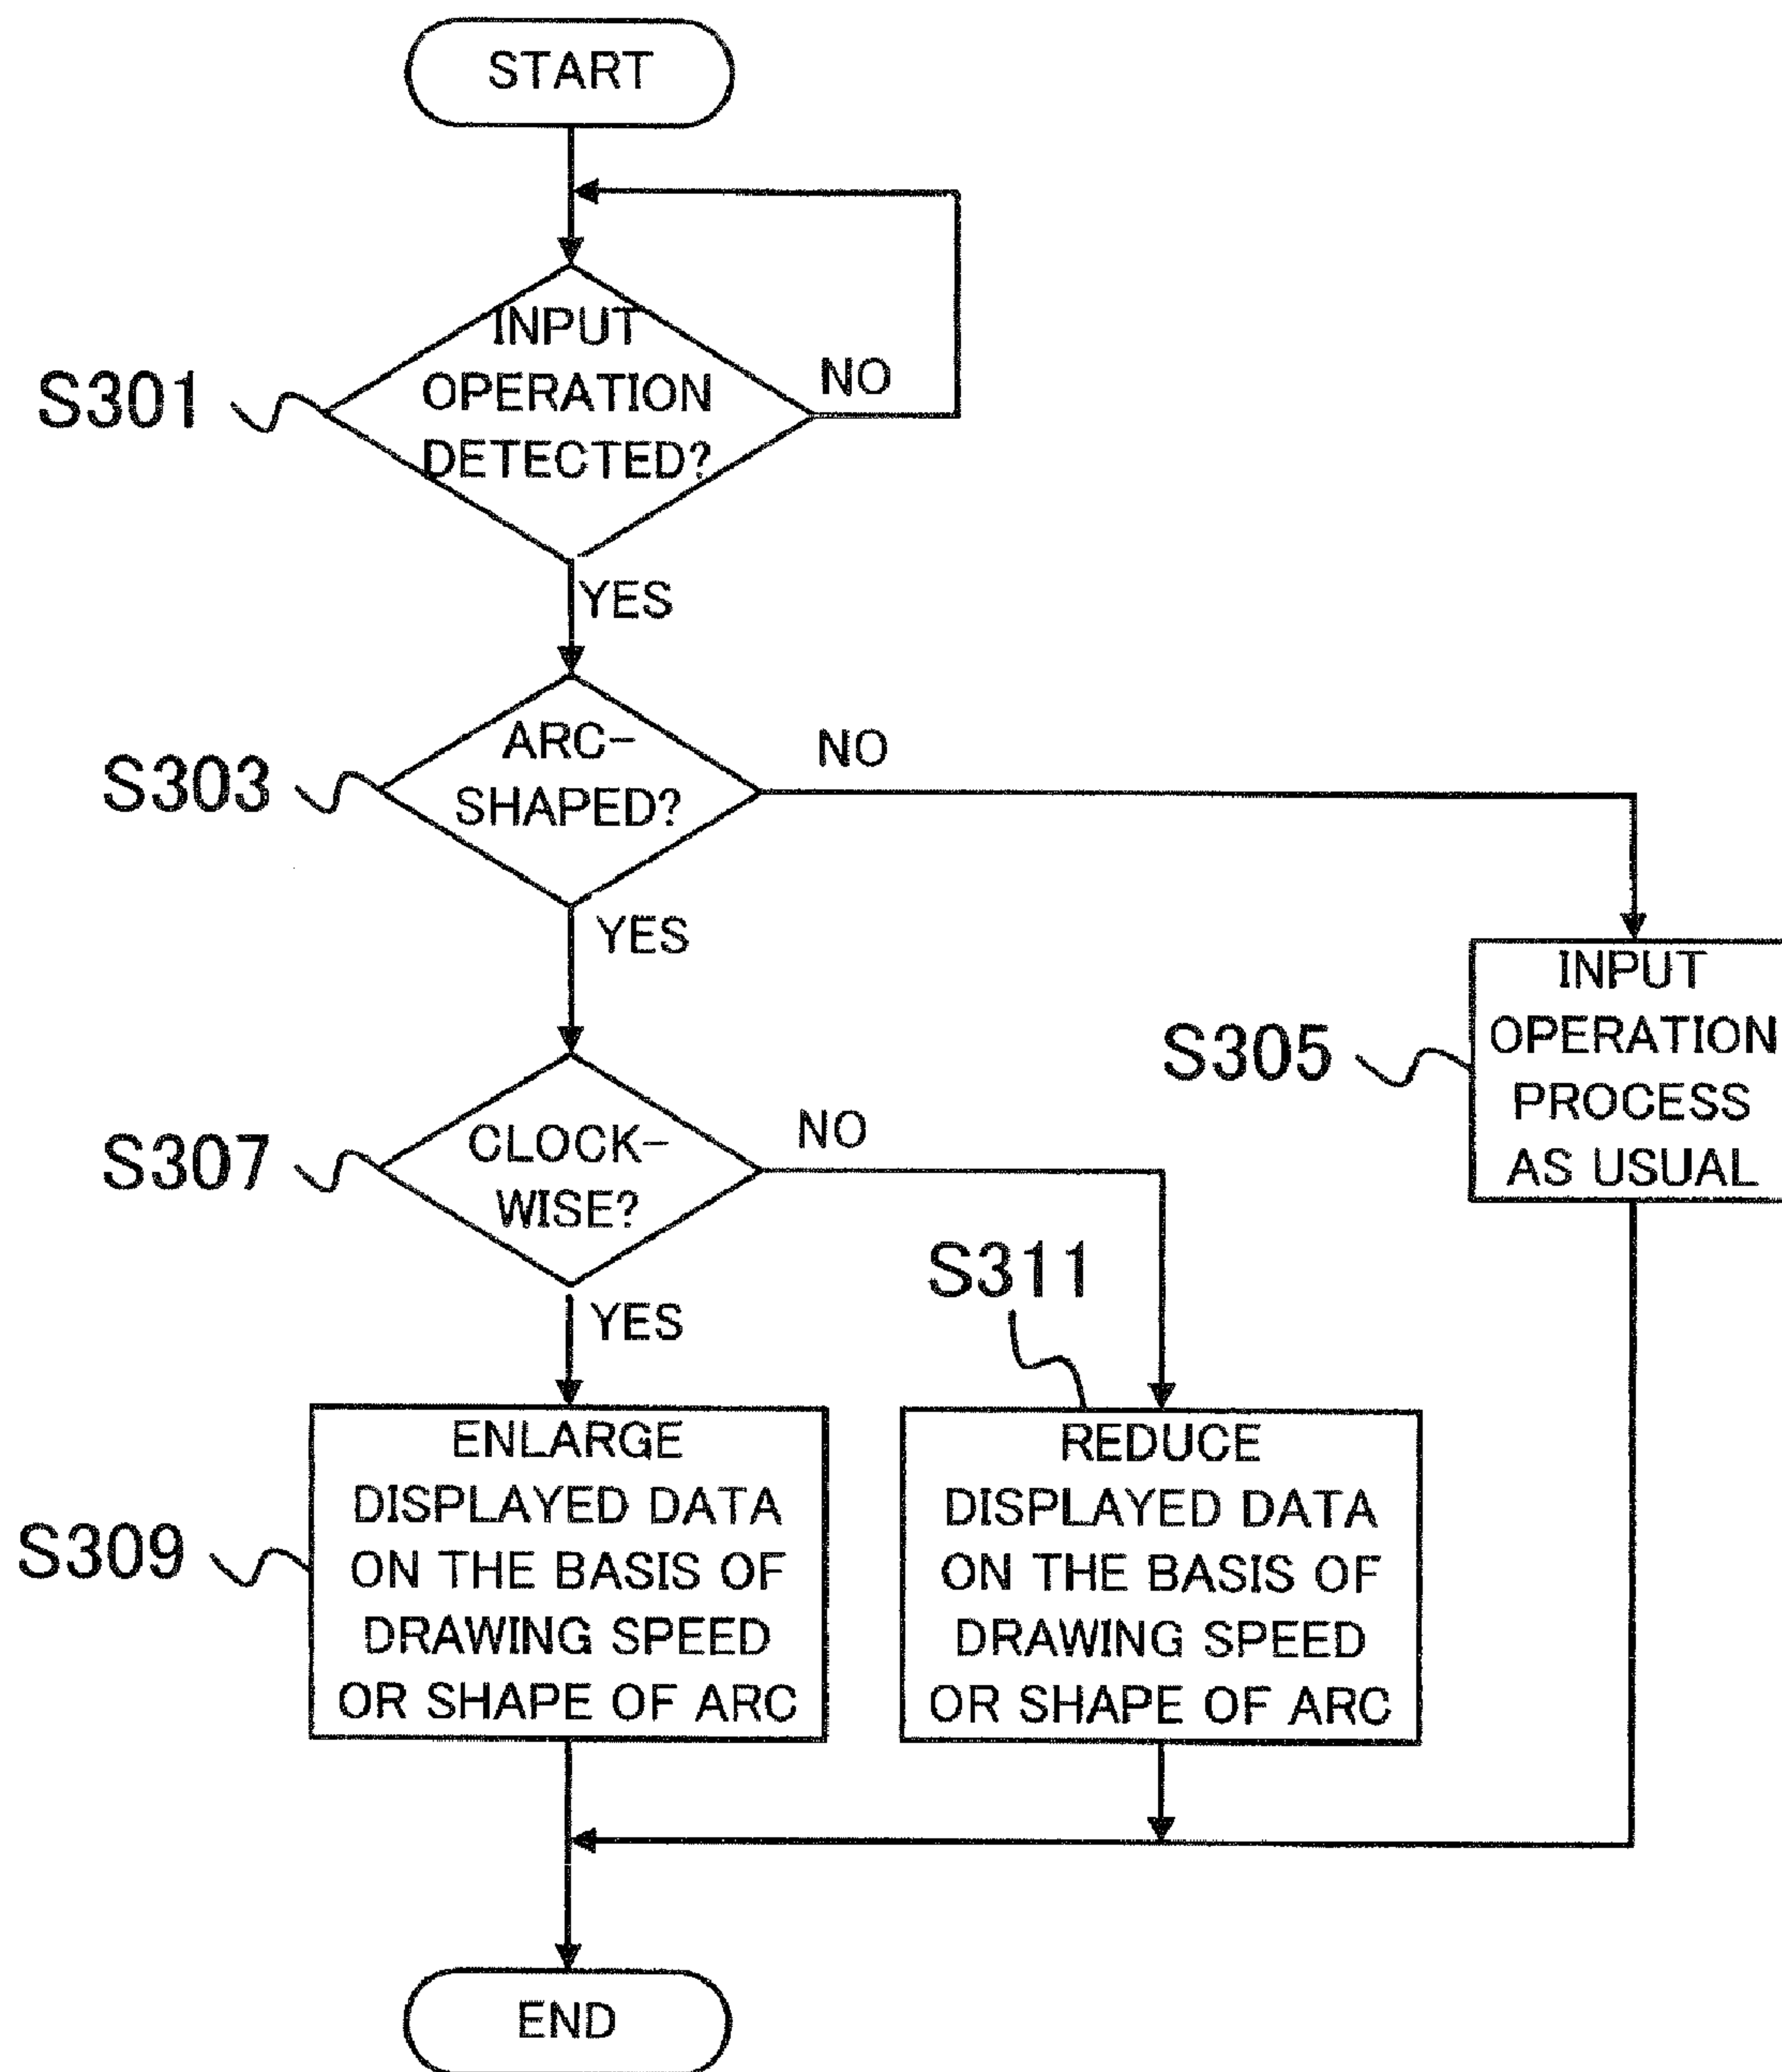 START
INPUT
OPERATION
DETECTED?
NO
S301
YES
ARC-
SHAPED?
NO
S303
YES
INPUT
OPERATION
PROCESS
AS USUAL
S305
CLOCK-
WISE?
NO
S307
YES
S311
ENLARGE
DISPLAYED DATA
ON THE BASIS OF
DRAWING SPEED
OR SHAPE OF ARC
S309
REDUCE
DISPLAYED DATA
ON THE BASIS OF
DRAWING SPEED
OR SHAPE OF ARC
END